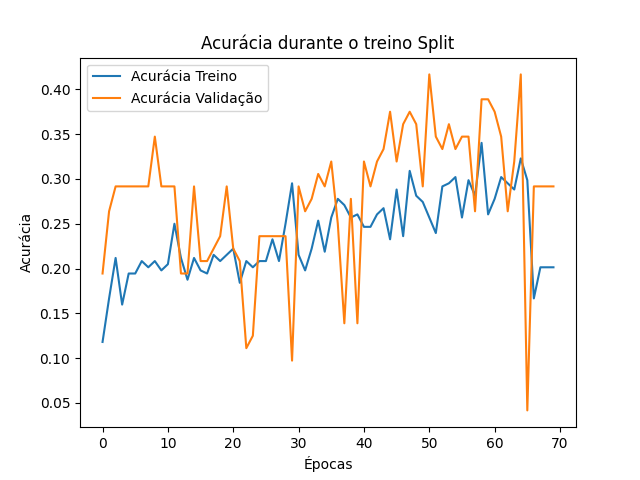 Acurácia durante o treino Split
Acurácia Treino
Acurácia Validação
0.40
0.35
0.30
0.25
0.20
0.15
0.10
0.05
Acurácia
0 10 20 30 40 50 60 70
Épocas